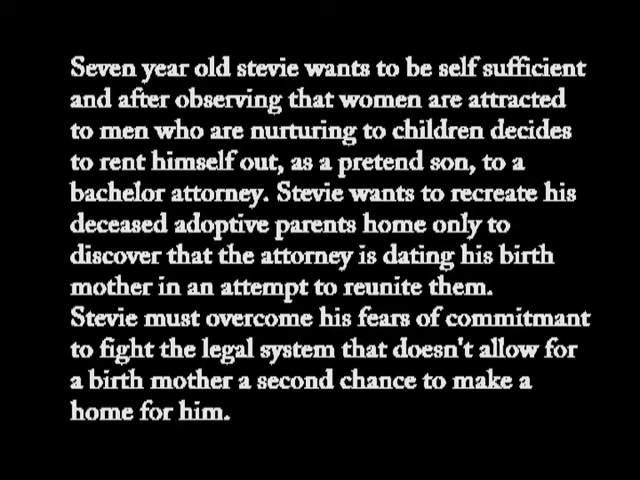 Seven year old stevie wants to be self sufficient
and after observing that women are attracted
to men who are nurturing to children decides
to rent himself out, as a pretend son, to a
bachelor attorney. Stevie wants to recreate his
deceased adoptive parents home only to
discover that the attorney is dating his birth
mother in an attempt to reunite them.
Stevie must overcome his fears of commitmant
to fight the legal system that doesn't allow for
a birth mother a second chance to make a
home for him.